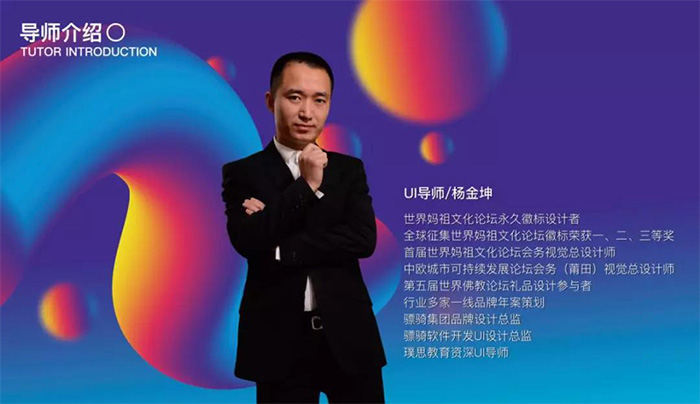 导师介绍
TUTOR INTRODUCTION
UI导师/杨金坤
世界妈祖文化论坛永久徽标设计者
全球征集世界妈祖文化论坛徽标荣获一、二、三等奖
首届世界妈祖文化论坛会务视觉总设计师
中欧城市可持续发展论坛会务（莆田）视觉总设计师
第五届世界佛教论坛礼品设计参与者
行业多家一线品牌年案策划
骠骑集团品牌设计总监
骠骑软件开发UI设计总监
璞思教育资深UI导师